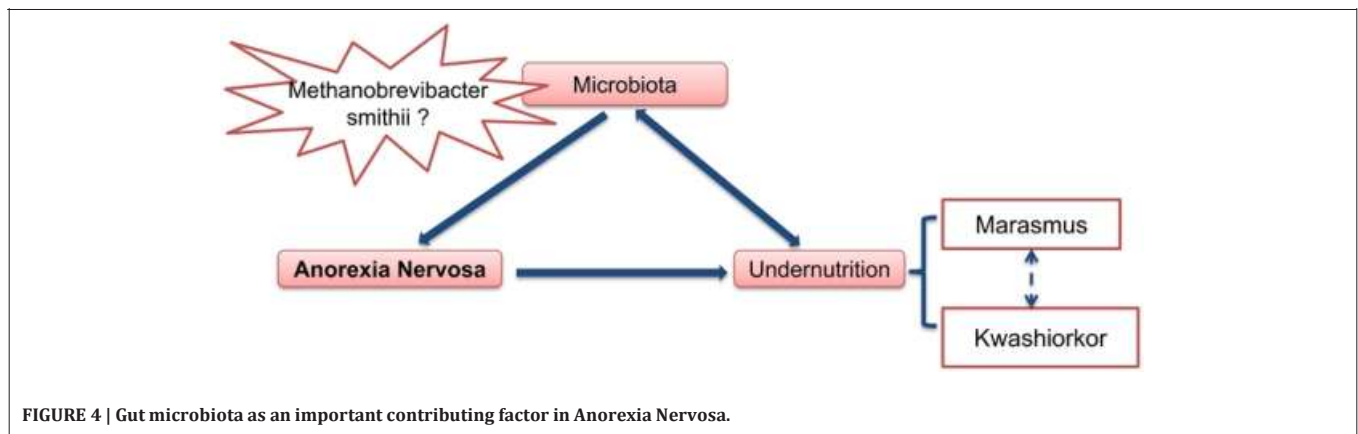 Methanobrevibacter
smithii ?
Microbiota
Anorexia Nervosa
Undernutrition
Marasmus
Kwashiorkor
FIGURE 4 | Gut microbiota as an important contributing factor in Anorexia Nervosa.